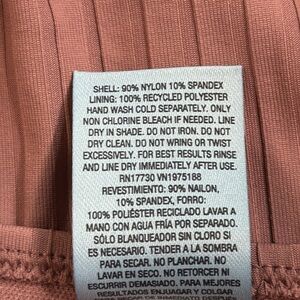 SHELL: 90% NYLON 10% SPANDEX
LINING: 100% RECYCLED POLYESTER
HAND WASH COLD SEPARATELY. ONLY
NON CHLORINE BLEACH IF NEEDED. LINE
DRY IN SHADE. DO NOT IRON. DO NOT
DRY CLEAN. DO NOT WRING OR TWIST
EXCESSIVELY. FOR BEST RESULTS RINSE
AND LINE DRY IMMEDIATELY AFTER USE.
RN17730 VN1975188
REVESTIMIENTO: 90% NAILON,
10% SPANDEX, FORRO:
100% POLIÉSTER RECICLADO LAVAR A
MANO CON AGUA FRÍA POR SEPARADO.
SÓLO BLANQUEADOR SIN CLORO SI
ES NECESARIO. TENDER A LA SOMBRA
PARA SECAR. NO PLANCHAR. NO
LAVAR EN SECO. NO RETORCER NI
ESCURRIR DEMASIADO. PARA MEJORES
RESULTADOS ENJUAGAR Y COLGAR